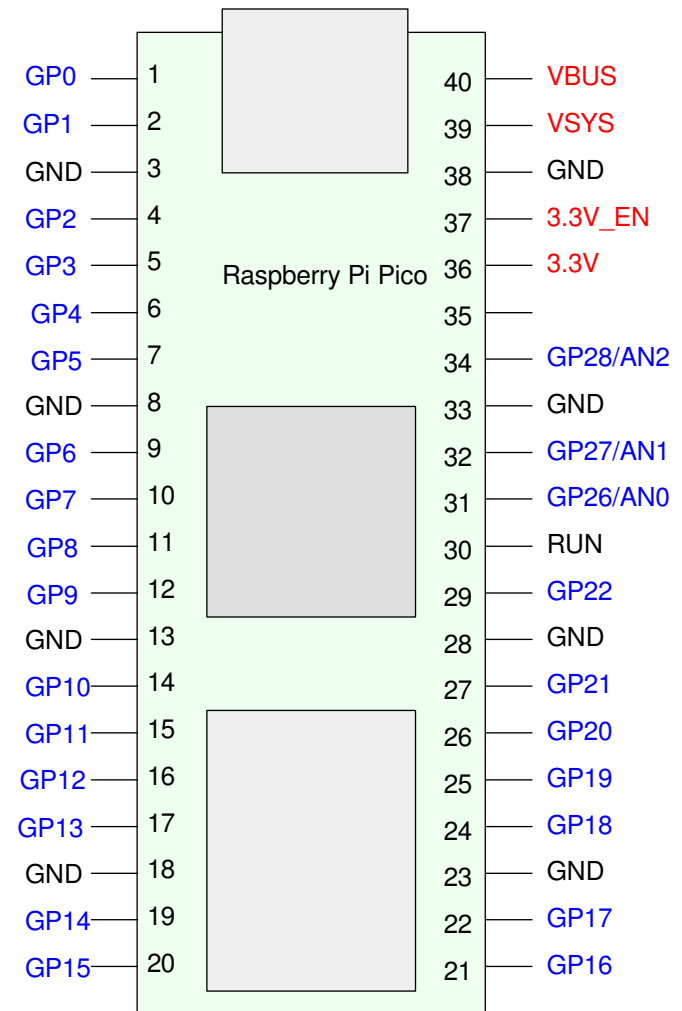 GP0 1 40 VBUS
GP1 2 39 VSYS
GND 3 38 GND
GP2 4 37 3.3V_EN
GP3 5 Raspberry Pi Pico 36 3.3V
GP4 6 35
GP5 7 34 GP28/AN2
GND 8 33 GND
GP6 9 32 GP27/AN1
GP7 10 31 GP26/AN0
GP8 11 30 RUN
GP9 12 29 GP22
GND 13 28 GND
GP10 14 27 GP21
GP11 15 26 GP20
GP12 16 25 GP19
GP13 17 24 GP18
GND 18 23 GND
GP14 19 22 GP17
GP15 20 21 GP16